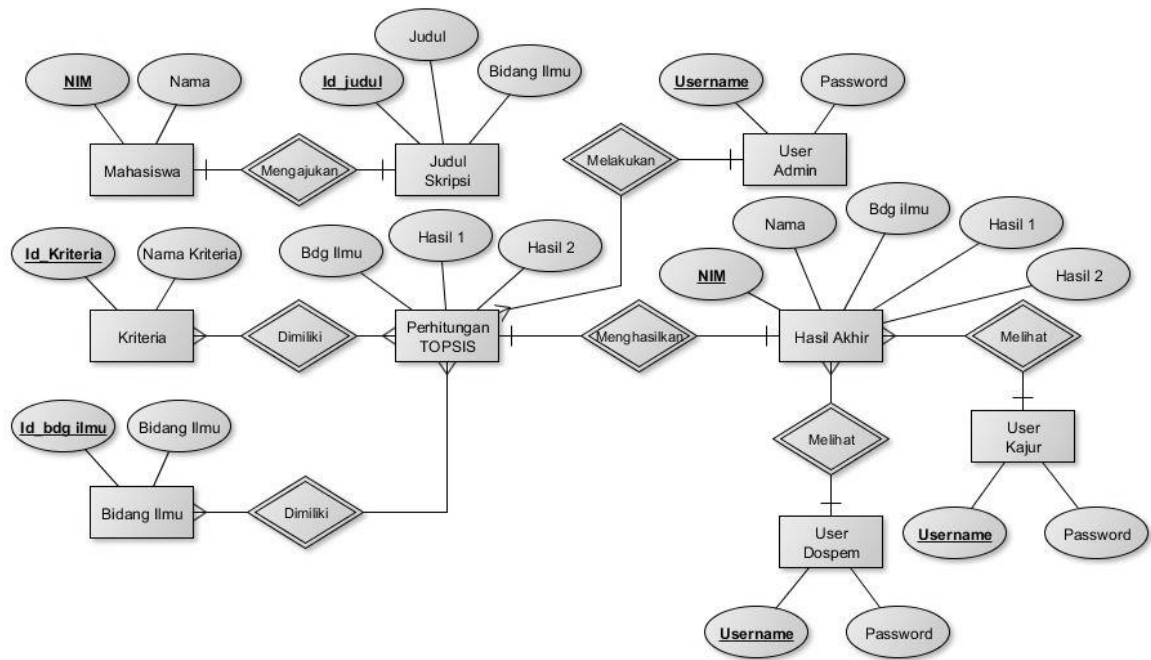 Judul
NIM
Nama
Id_judul
Bidang Ilmu
Username
Password
Mahasiswa
Mengajukan
Judul
Skripsi
Melakukan
User
Admin
Id_Kriteria
Nama Kriteria
Bdg Ilmu
Hasil 1
Hasil 2
NIM
Nama
Bdg ilmu
Hasil 1
Hasil 2
Kriteria
Dimiliki
Perhitungan
TOPSIS
Menghasilkan
Hasil Akhir
Melihat
Id_bdg ilmu
Bidang Ilmu
Melihat
User
Kajur
Bidang Ilmu
Dimiliki
User
Dospem
Username
Password
Username
Password